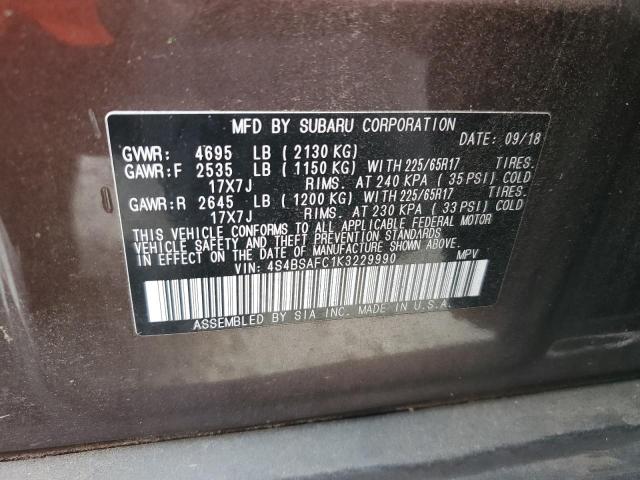 MFD BY SUBARU CORPORATION
DATE: 09/18
GVWR: 4695 LB ( 2130 KG)
GAWR:F 2535 LB ( 1150 KG) WITH 225/65R17 TIRES.
17X7J RIMS. AT 240 KPA ( 35 PSI) COLD
GAWR:R 2645 LB ( 1200 KG) WITH 225/65R17 TIRES.
17X7J RIMS. AT 230 KPA ( 33 PSI) COLD
THIS VEHICLE CONFORMS TO ALL APPLICABLE FEDERAL MOTOR
VEHICLE SAFETY AND THEFT PREVENTION STANDARDS IN EFFECT
ON THE DATE OF MANUFACTURE SHOWN ABOVE.
VIN: 4S4BSAFC1K3229990 MPV
ASSEMBLED BY SIA INC. MADE IN U.S.A.